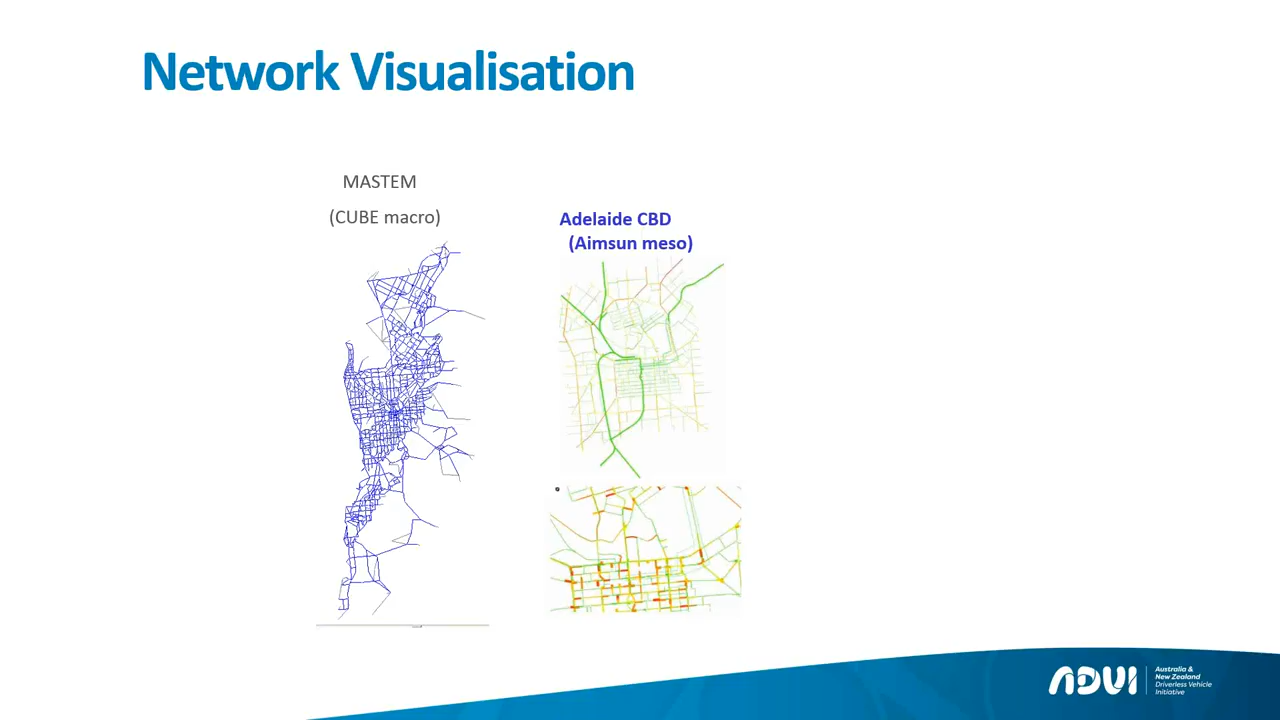 Network Visualisation
MASTEM
(CUBE macro)
Adelaide CBD
(Aimsun meso)
ADVI
Australia &
New Zealand
Driverless Vehicle
Initiative